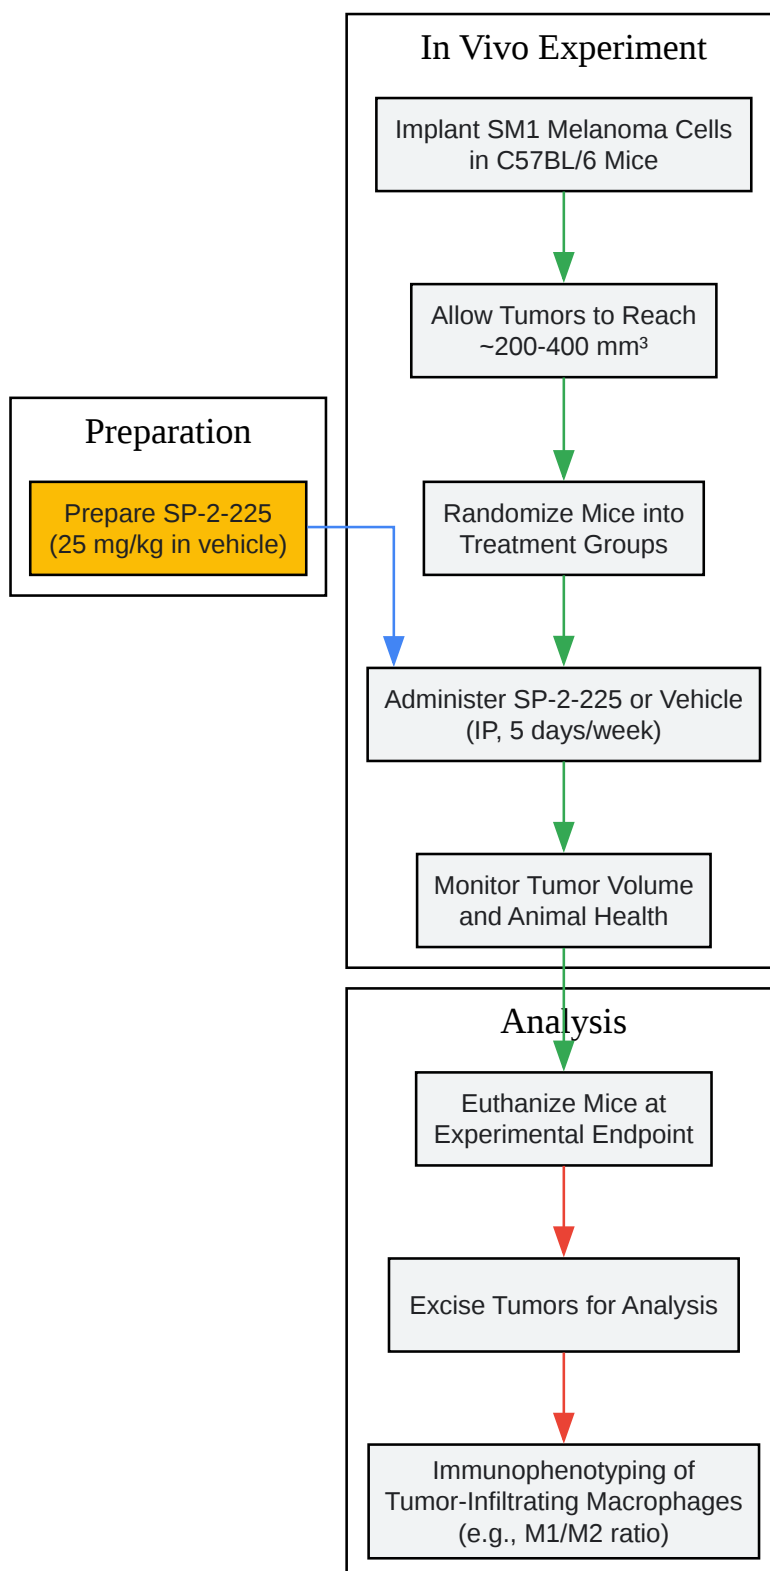 In Vivo Experiment
Implant SM1 Melanoma Cells
in C57BL/6 Mice
Allow Tumors to Reach
~200-400 mm³
Preparation
Prepare SP-2-225
(25 mg/kg in vehicle)
Randomize Mice into
Treatment Groups
Administer SP-2-225 or Vehicle
(IP, 5 days/week)
Monitor Tumor Volume
and Animal Health
Analysis
Euthanize Mice at
Experimental Endpoint
Excise Tumors for Analysis
Immunophenotyping of
Tumor-Infiltrating Macrophages
(e.g., M1/M2 ratio)